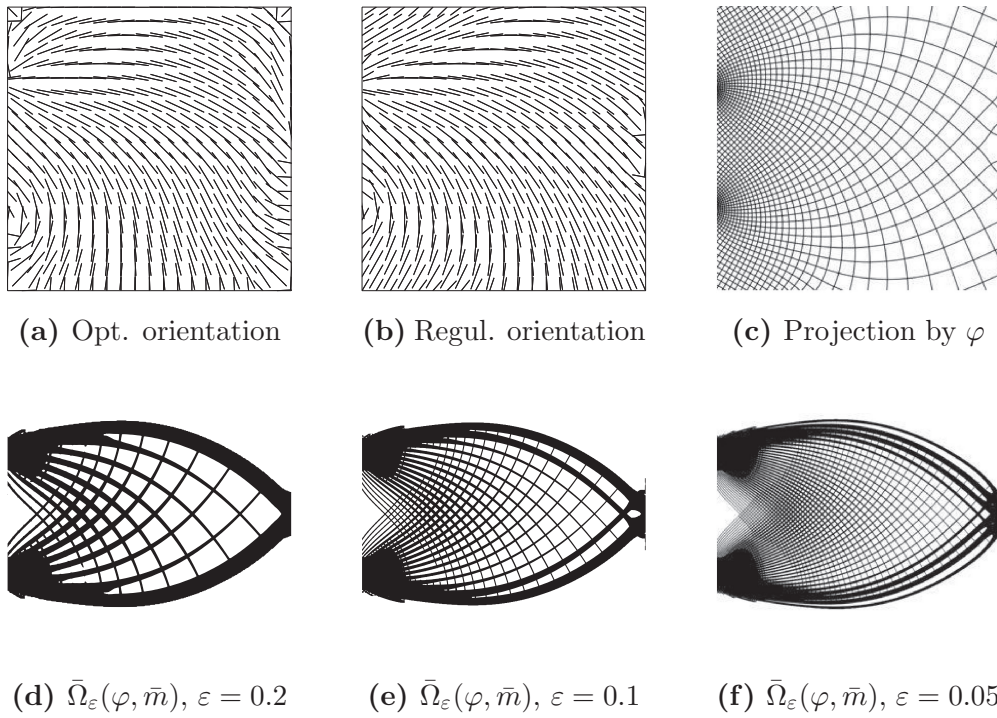 (a) Opt. orientation
(b) Regul. orientation
(c) Projection by φ
(d) Ω̄ε(φ, m̄), ε = 0.2
(e) Ω̄ε(φ, m̄), ε = 0.1
(f) Ω̄ε(φ, m̄), ε = 0.05